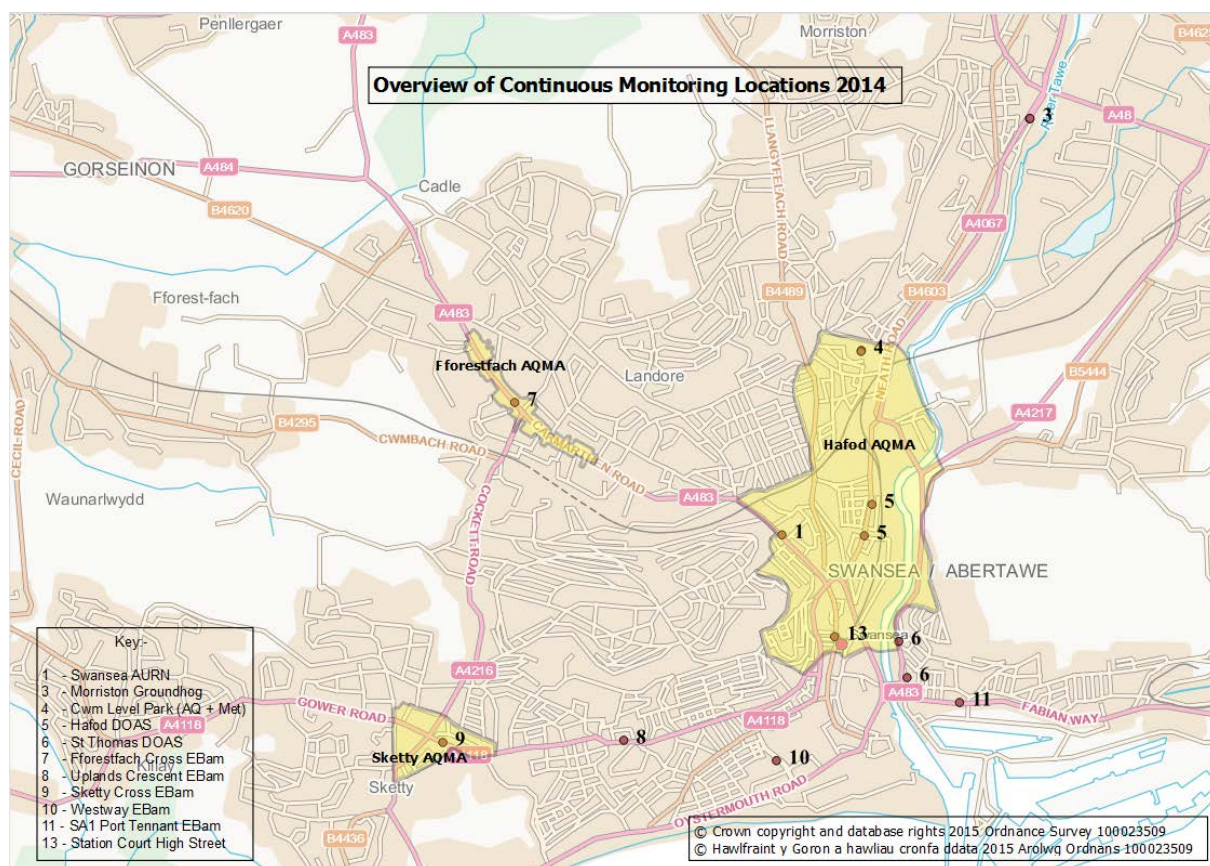 Penllergaer
A483
Morriston
B4625
Overview of Continuous Monitoring Locations 2014
River Tawe
3
A48
LLANGYFELACH ROAD
GORSEINON
A484
Cadle
B4620
A4067
Fforest-fach
B4489
B4603
A483
NEATH ROAD
4
Fforestfach AQMA
Landore
B5444
7
A4217
B4295
CARMARTHEN ROAD
CWMBACH ROAD
Hafod AQMA
CECIL ROAD
Waunarlwydd
COCKETT ROAD
A483
5
1
5
SWANSEA / ABERTAWE
13
Swansea
6
A4216
6
A483
11
FABIAN WAY
GOWER ROAD
A4118
A4118
9
8
Sketty AQMA
A4118
10
Killay
Sketty
OYSTERMOUTH ROAD
B4436
Key:-
1 - Swansea AURN
3 - Morriston Groundhog
4 - Cwm Level Park (AQ + Met)
5 - Hafod DOAS
6 - St Thomas DOAS
7 - Fforestfach Cross EBam
8 - Uplands Crescent EBam
9 - Sketty Cross EBam
10 - Westway EBam
11 - SA1 Port Tennant EBam
13 - Station Court High Street
© Crown copyright and database rights 2015 Ordnance Survey 100023509
© Hawlfraint y Goron a hawliau cronfa ddata 2015 Arolwg Ordnans 100023509